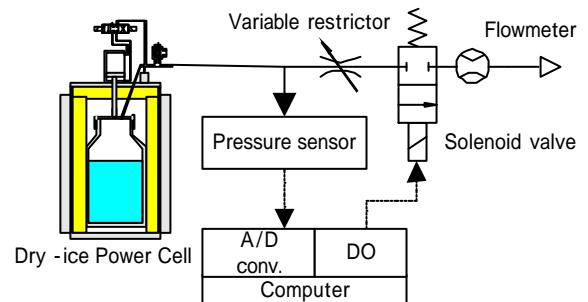 Variable restrictor
Flowmeter
Pressure sensor
Solenoid valve
A/D
conv.
DO
Dry -ice Power Cell
Computer